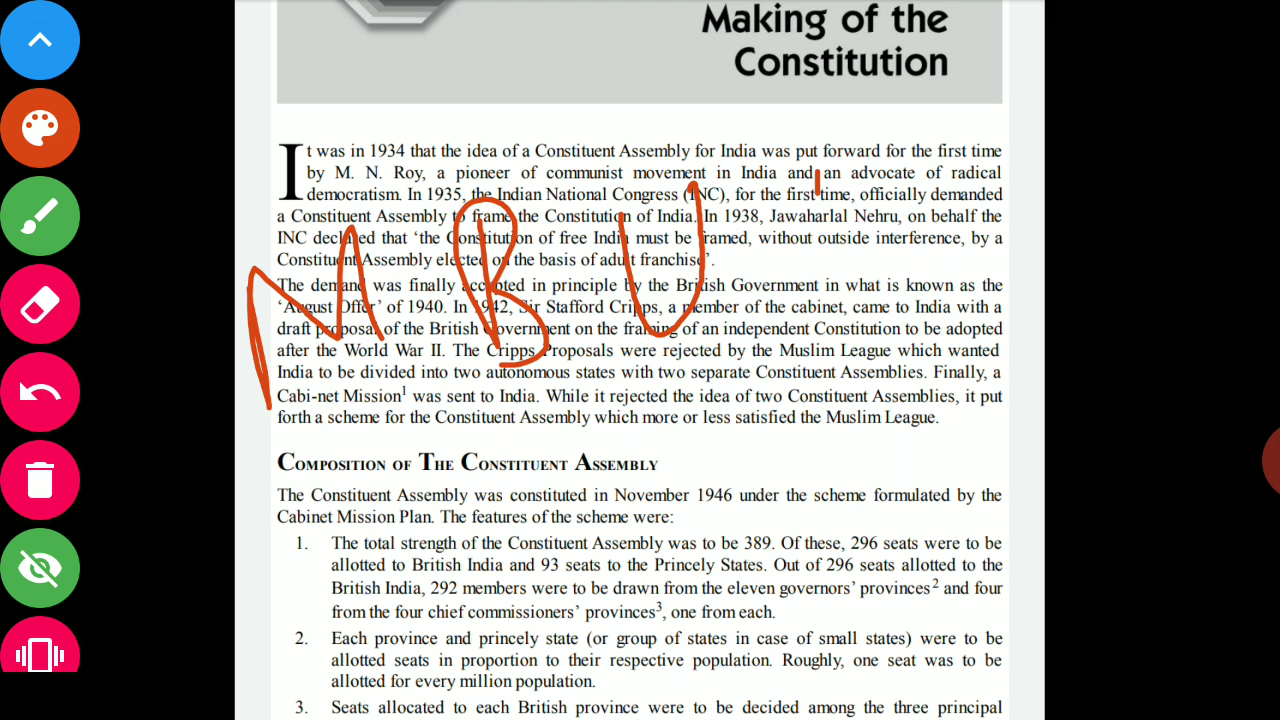 Making of the
Constitution
It was in 1934 that the idea of a Constituent Assembly for India was put forward for the first time
by M. N. Roy, a pioneer of communist movement in India and an advocate of radical
democratism. In 1935, the Indian National Congress (INC), for the first time, officially demanded
a Constituent Assembly to frame the Constitution of India. In 1938, Jawaharlal Nehru, on behalf the
INC declared that ‘the Constitution of free India must be framed, without outside interference, by a
Constituent Assembly elected on the basis of adult franchise’.
The demand was finally accepted in principle by the British Government in what is known as the
‘August Offer’ of 1940. In 1942, Sir Stafford Cripps, a member of the cabinet, came to India with a
draft proposal of the British Government on the framing of an independent Constitution to be adopted
after the World War II. The Cripps Proposals were rejected by the Muslim League which wanted
India to be divided into two autonomous states with two separate Constituent Assemblies. Finally, a
Cabi-net Mission1 was sent to India. While it rejected the idea of two Constituent Assemblies, it put
forth a scheme for the Constituent Assembly which more or less satisfied the Muslim League.
N B U
COMPOSITION OF THE CONSTITUENT ASSEMBLY
The Constituent Assembly was constituted in November 1946 under the scheme formulated by the
Cabinet Mission Plan. The features of the scheme were:
1. The total strength of the Constituent Assembly was to be 389. Of these, 296 seats were to be
allotted to British India and 93 seats to the Princely States. Out of 296 seats allotted to the
British India, 292 members were to be drawn from the eleven governors’ provinces2 and four
from the four chief commissioners’ provinces3, one from each.
2. Each province and princely state (or group of states in case of small states) were to be
allotted seats in proportion to their respective population. Roughly, one seat was to be
allotted for every million population.
3. Seats allocated to each British province were to be decided among the three principal